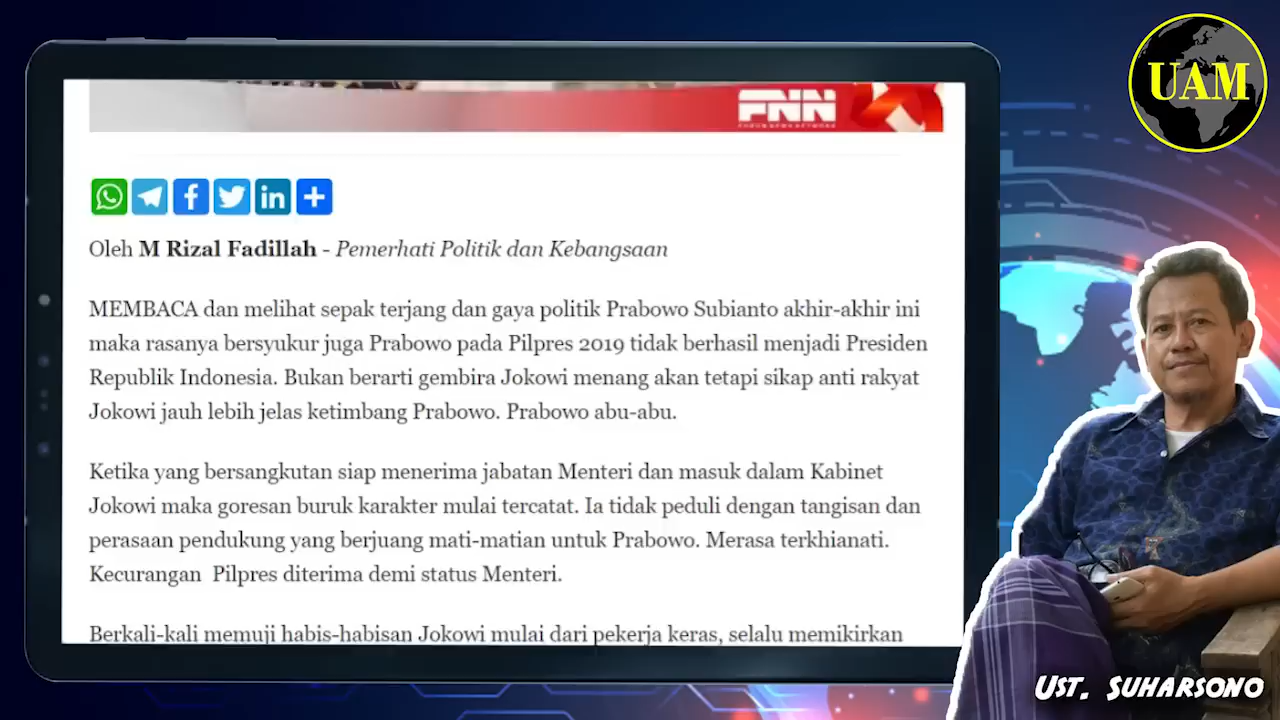 FNN
UAM
Oleh M Rizal Fadillah - Pemerhati Politik dan Kebangsaan
MEMBACA dan melihat sepak terjang dan gaya politik Prabowo Subianto akhir-akhir ini
maka rasanya bersyukur juga Prabowo pada Pilpres 2019 tidak berhasil menjadi Presiden
Republik Indonesia. Bukan berarti gembira Jokowi menang akan tetapi sikap anti rakyat
Jokowi jauh lebih jelas ketimbang Prabowo. Prabowo abu-abu.
Ketika yang bersangkutan siap menerima jabatan Menteri dan masuk dalam Kabinet
Jokowi maka goresan buruk karakter mulai tercatat. Ia tidak peduli dengan tangisan dan
perasaan pendukung yang berjuang mati-matian untuk Prabowo. Merasa terkhianati.
Kecurangan  Pilpres diterima demi status Menteri.
Berkali-kali memuji habis-habisan Jokowi mulai dari pekerja keras, selalu memikirkan
UST. SUHARSONO